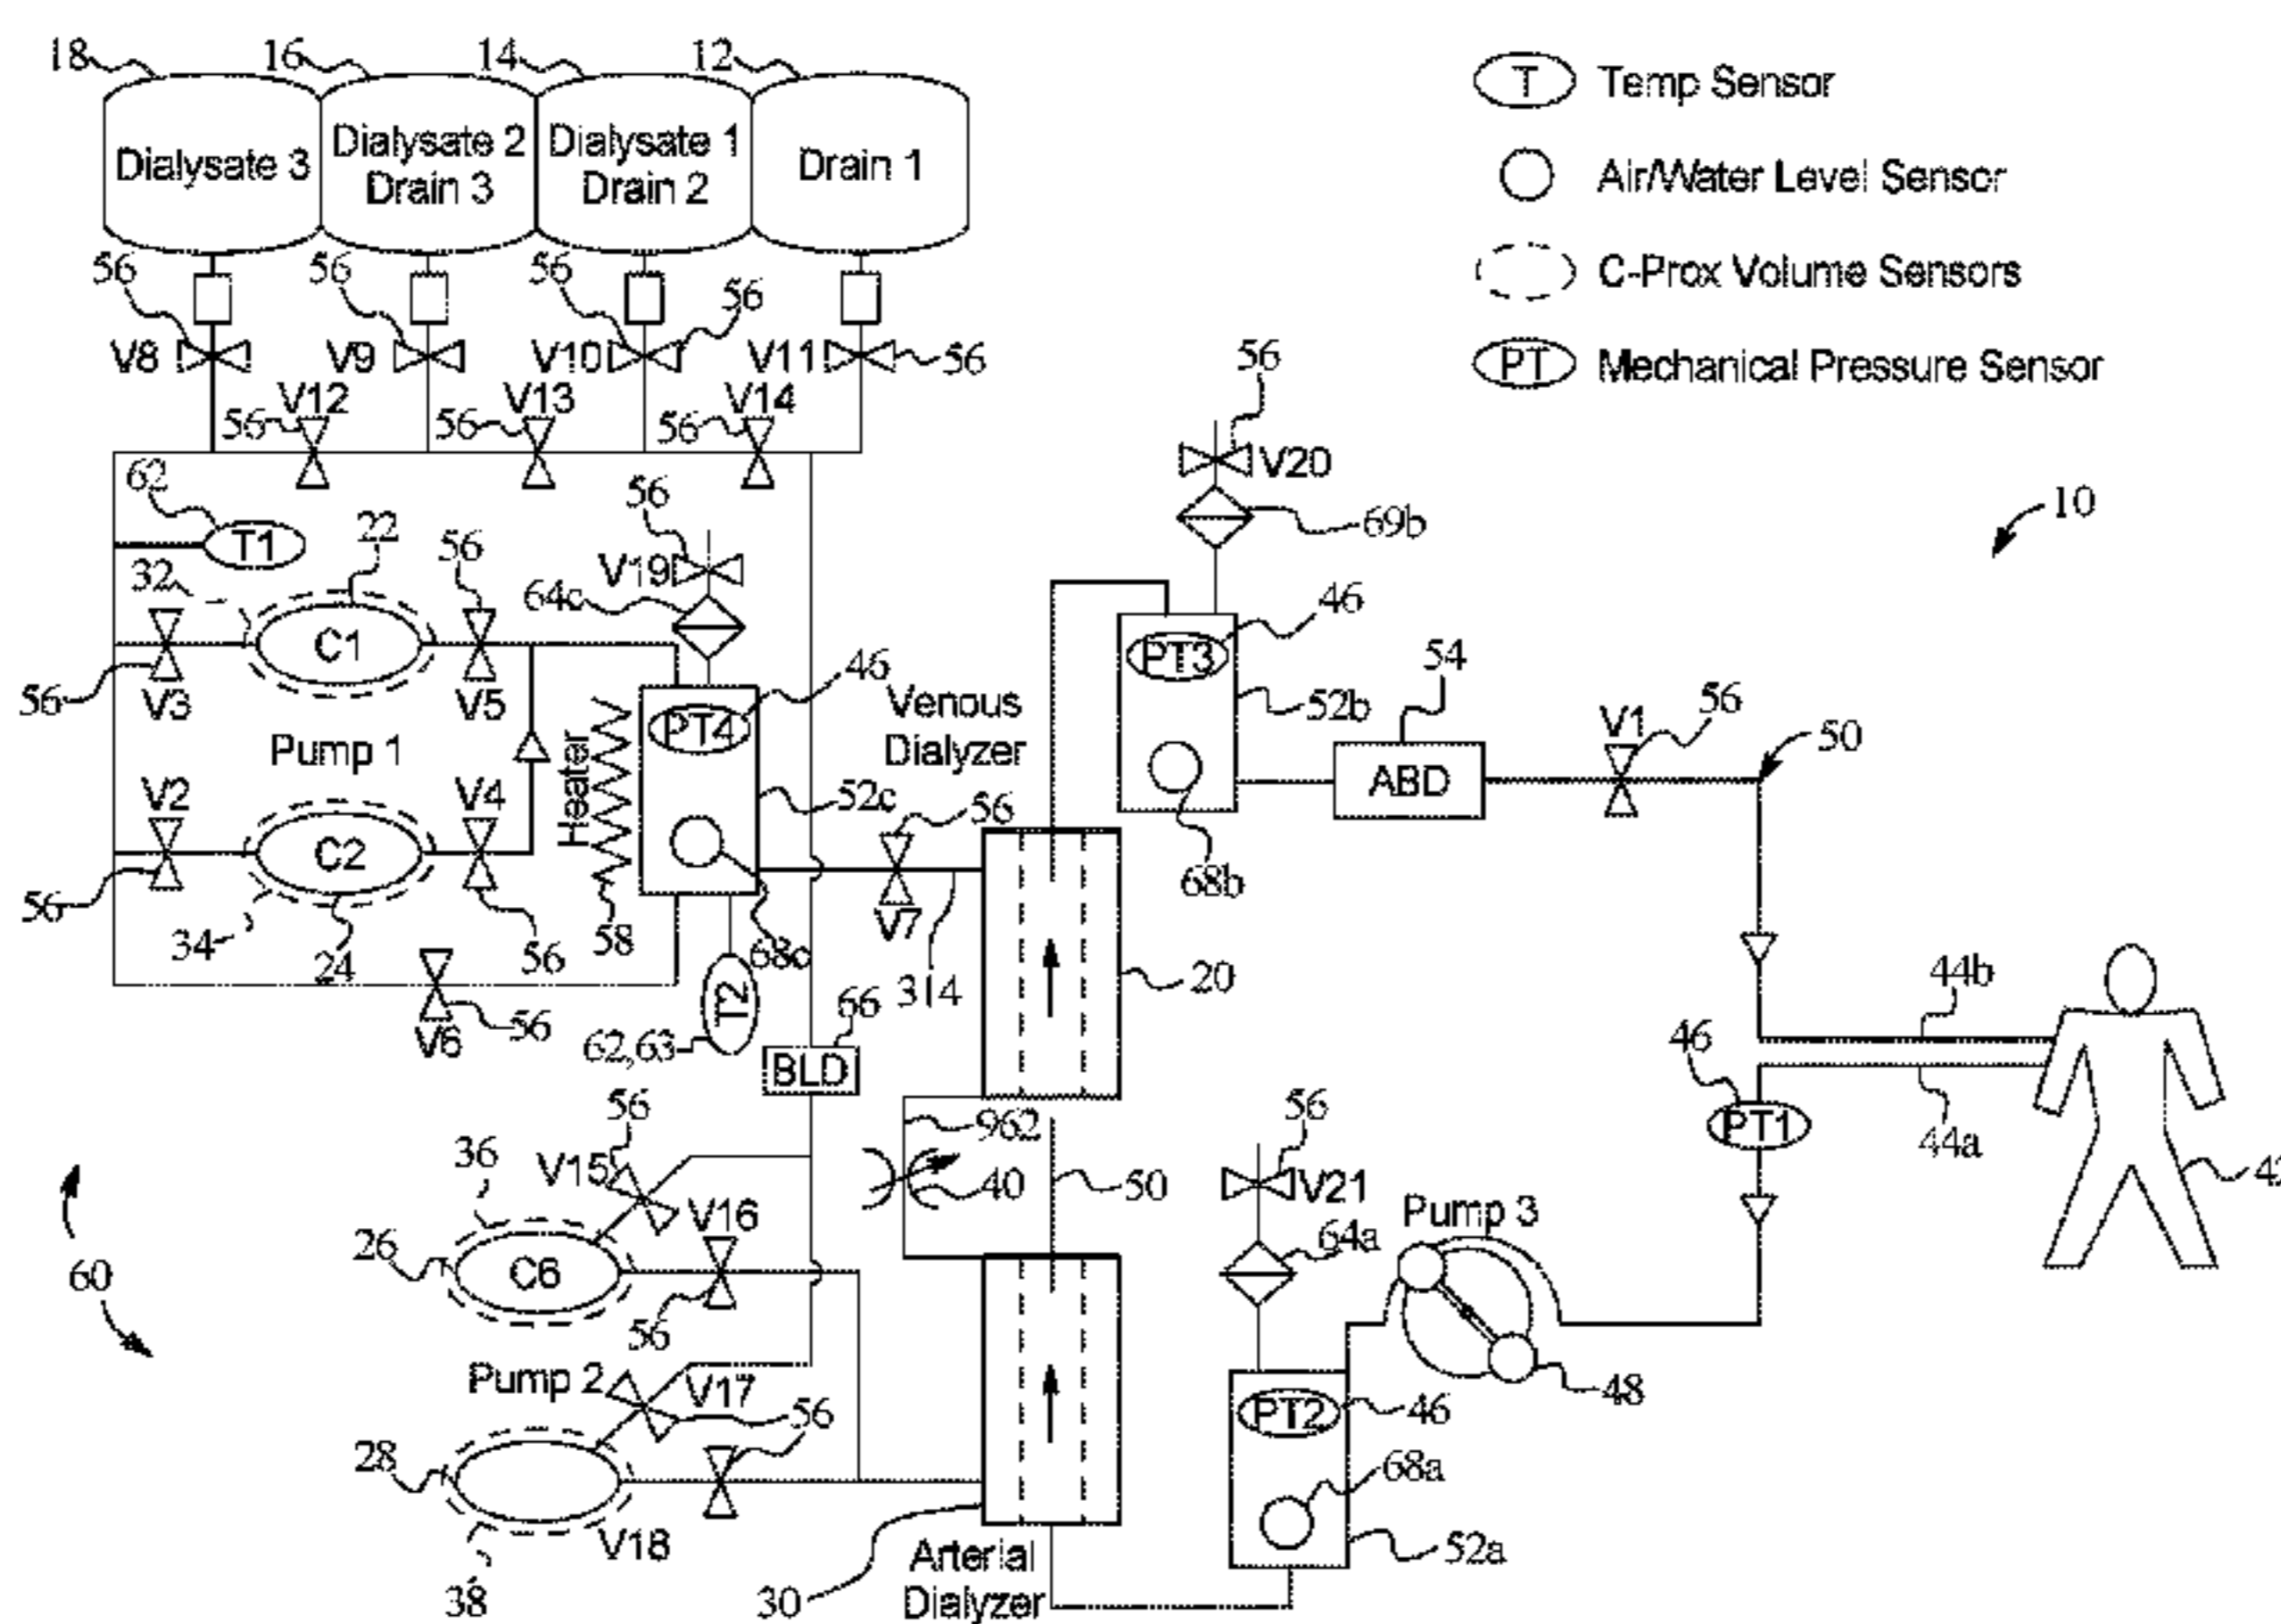 18
16
14
12
Dialysate 3
Dialysate 2
Drain 3
Dialysate 1
Drain 2
Drain 1
T Temp Sensor
Air/Water Level Sensor
C-Prox Volume Sensors
PT Mechanical Pressure Sensor
56
56
56
56
V8
V9
V10
V11
56
V12
V13
V14
56
56
56
56
V20
69b
10
62
T1
22
56
V19
64c
32
C1
56
56
V3
V5
Pump 1
Heater
PT4
46
52c
Venous
Dialyzer
PT3
46
52b
54
ABD
V1
56
50
V2
V4
C2
56
34
24
56
58
68c
56
V7
314
68b
20
V6
56
T2
62,63
66
BLD
44b
46
PT1
44a
36
56
V15
V16
26
C6
56
962
40
50
56
V21
64a
Pump 3
48
60
Pump 2
V17
56
28
38
V18
30
Arterial
Dialyzer
PT2
46
68a
52a